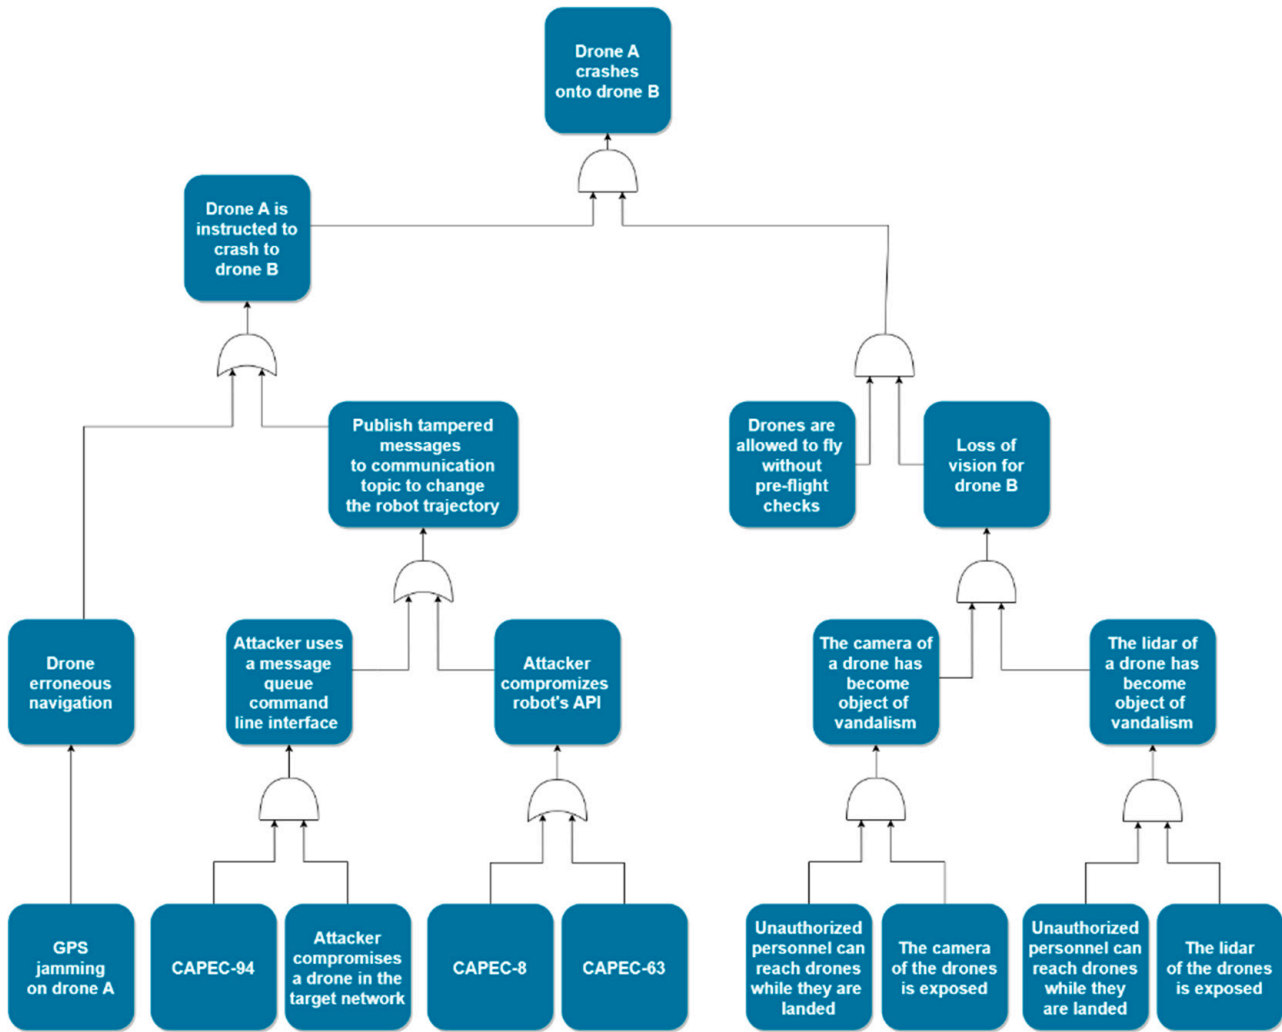 Drone A
crashes
onto drone B
Drone A is
instructed to
crash to
drone B
Publish tampered
messages
to communication
topic to change
the robot trajectory
Drones are
allowed to fly
without
pre-flight
checks
Loss of
vision for
drone B
Drone
erroneous
navigation
Attacker uses
a message
queue
command
line interface
Attacker
compromizes
robot's API
The camera of
a drone has
become
object of
vandalism
The lidar of
a drone has
become
object of
vandalism
GPS
jamming
on drone A
CAPEC-94
Attacker
compromises
a drone in the
target network
CAPEC-8
CAPEC-63
Unauthorized
personnel can
reach drones
while they are
landed
The camera
of the drones
is exposed
Unauthorized
personnel can
reach drones
while they
are landed
The lidar
of the drones
is exposed